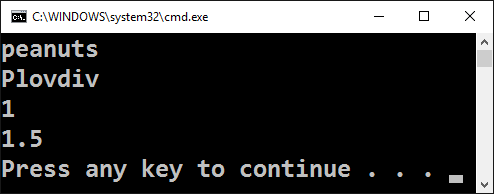 C:\WINDOWS\system32\cmd.exe
peanuts
Plovdiv
1
1.5
Press any key to continue . . .